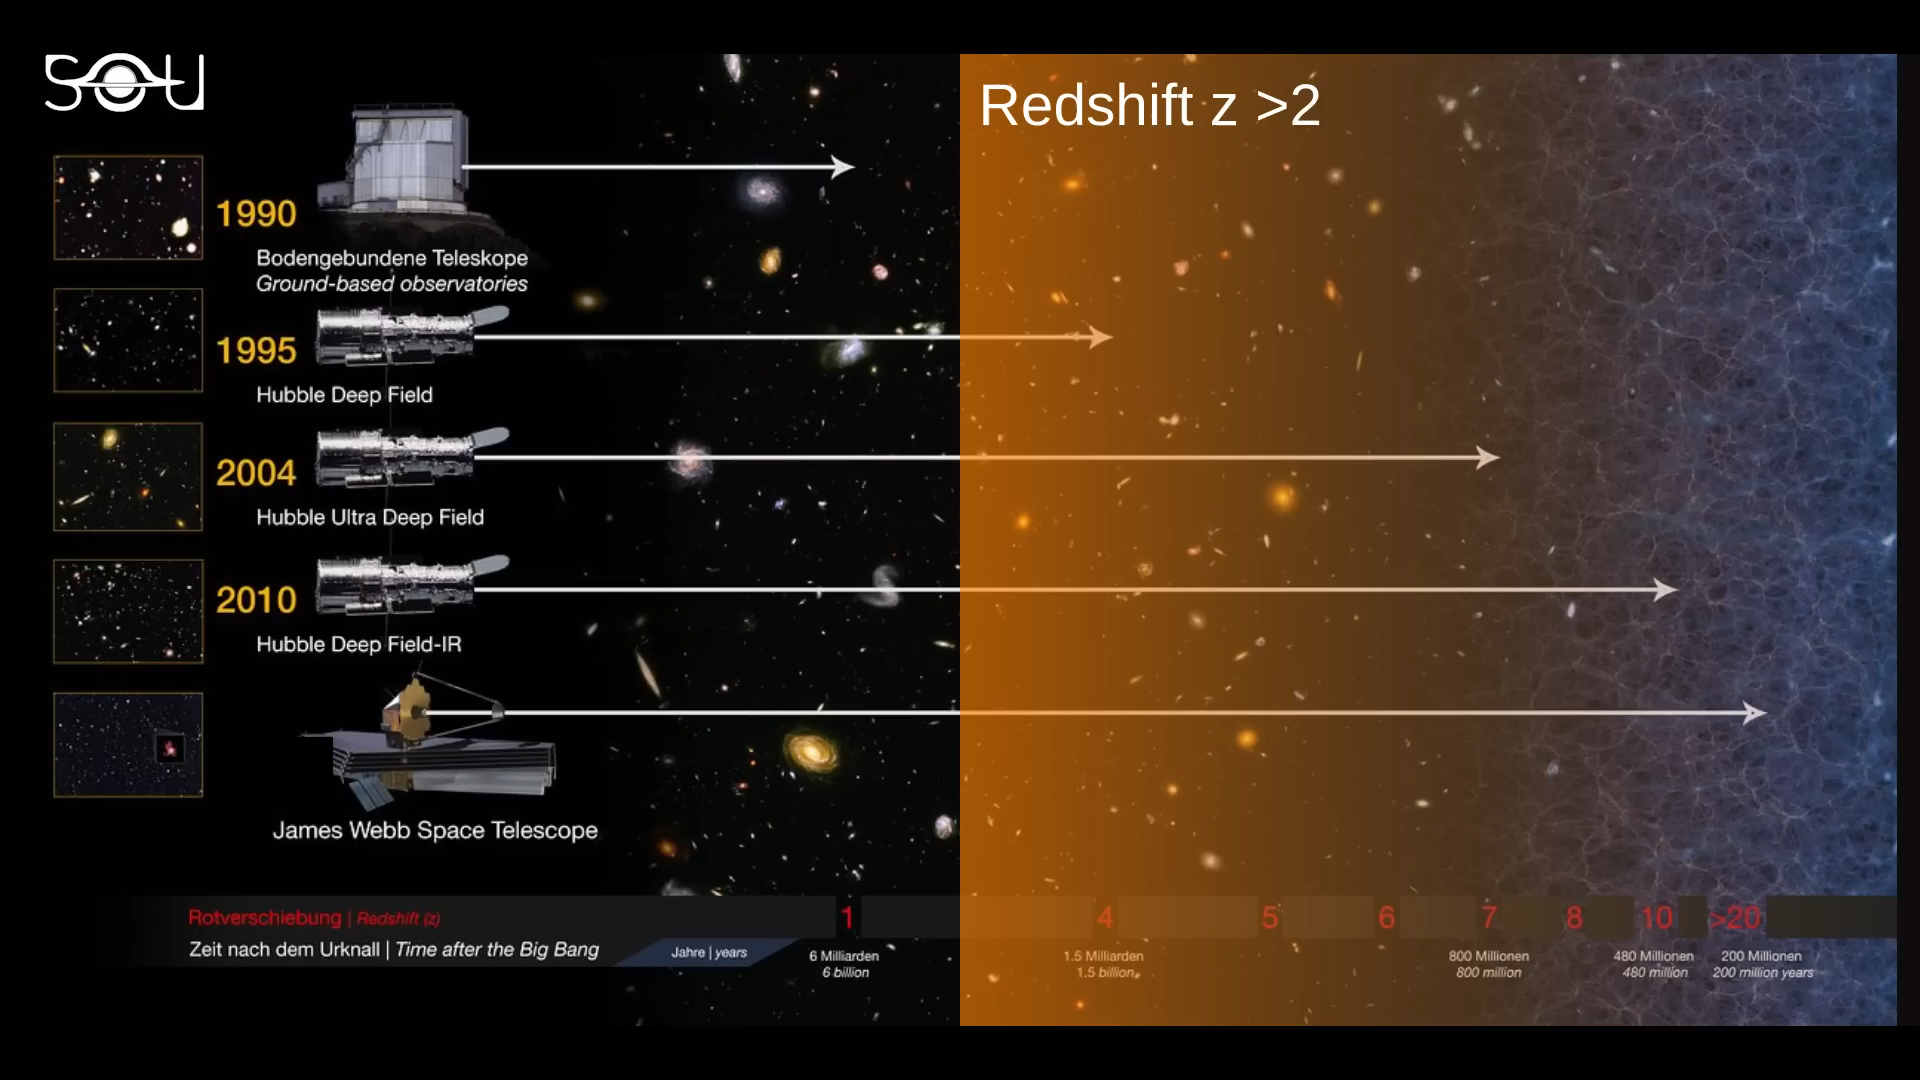 SOU
Redshift z >2
1990
Bodengebundene Teleskope
Ground-based observatories
1995
Hubble Deep Field
2004
Hubble Ultra Deep Field
2010
Hubble Deep Field-IR
James Webb Space Telescope
Rotverschiebung | Redshift (z) 1 4 5 6 7 8 10 >20
Zeit nach dem Urknall | Time after the Big Bang Jahre | years
6 Milliarden 1.5 Milliarden 800 Millionen 480 Millionen 200 Millionen
6 billion 1.5 billion 800 million 480 million 200 million years